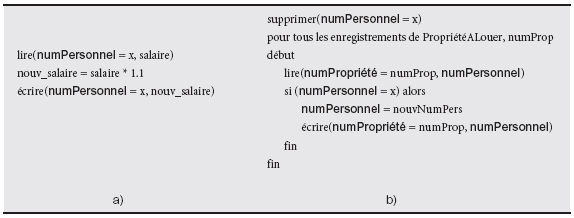 lire(numPersonnel = x, salaire)
nouv_salaire = salaire * 1.1
écrire(numPersonnel = x, nouv_salaire)
a)
supprimer(numPersonnel = x)
pour tous les enregistrements de PropriétéALouer, numProp
début
lire(numPropriété = numProp, numPersonnel)
si (numPersonnel = x) alors
numPersonnel = nouvNumPers
écrire(numPropriété = numProp, numPersonnel)
fin
fin
b)